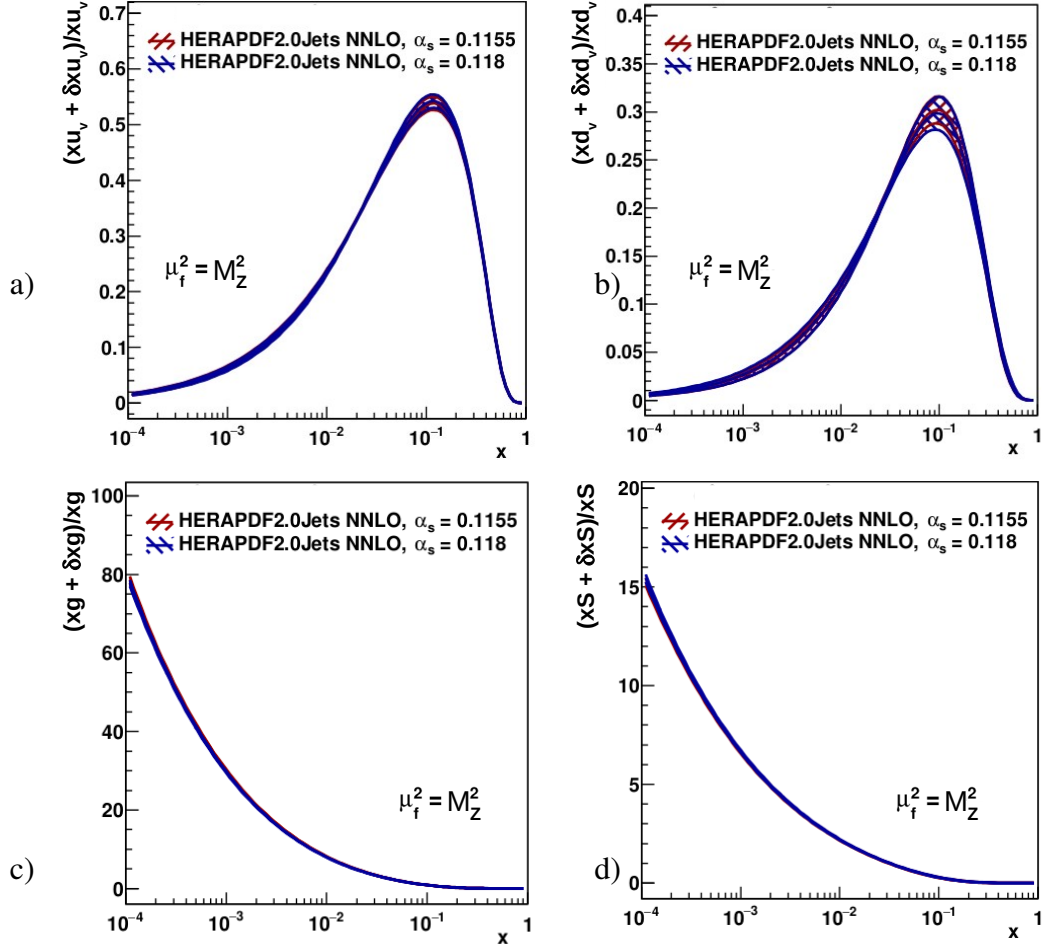 a)
(xu_v + δxu_v)/xu_v
HERAPDF2.0Jets NNLO, α_s = 0.1155
HERAPDF2.0Jets NNLO, α_s = 0.118
μ_f^2 = M_Z^2
0.7
0.6
0.5
0.4
0.3
0.2
0.1
0
10^−4
10^−3
10^−2
10^−1
1
x
b)
(xd_v + δxd_v)/xd_v
HERAPDF2.0Jets NNLO, α_s = 0.1155
HERAPDF2.0Jets NNLO, α_s = 0.118
μ_f^2 = M_Z^2
0.4
0.35
0.3
0.25
0.2
0.15
0.1
0.05
0
10^−4
10^−3
10^−2
10^−1
1
x
c)
(xg + δxg)/xg
HERAPDF2.0Jets NNLO, α_s = 0.1155
HERAPDF2.0Jets NNLO, α_s = 0.118
μ_f^2 = M_Z^2
100
80
60
40
20
0
10^−4
10^−3
10^−2
10^−1
1
x
d)
(xS + δxS)/xS
HERAPDF2.0Jets NNLO, α_s = 0.1155
HERAPDF2.0Jets NNLO, α_s = 0.118
μ_f^2 = M_Z^2
20
15
10
5
0
10^−4
10^−3
10^−2
10^−1
1
x